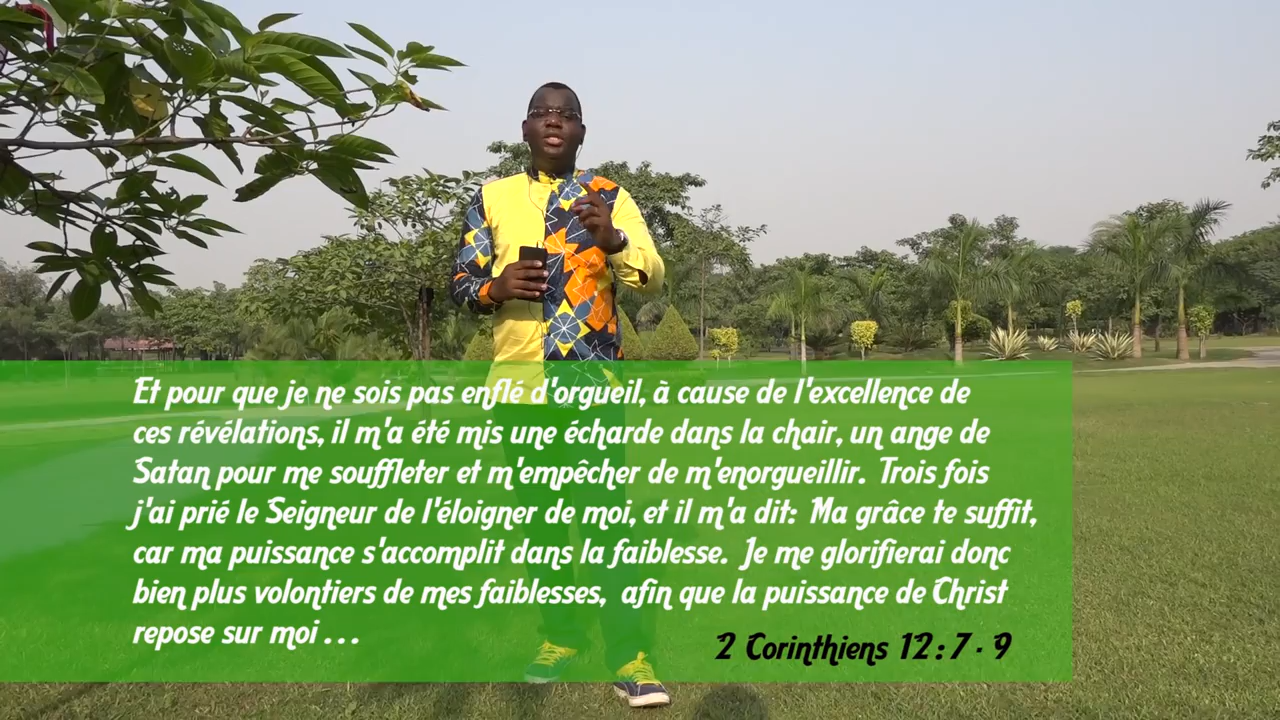 Et pour que je ne sois pas enflé d'orgueil, à cause de l'excellence de
ces révélations, il m'a été mis une écharde dans la chair, un ange de
Satan pour me souffleter et m'empêcher de m'enorgueillir. Trois fois
j'ai prié le Seigneur de l'éloigner de moi, et il m'a dit: Ma grâce te suffit,
car ma puissance s'accomplit dans la faiblesse. Je me glorifierai donc
bien plus volontiers de mes faiblesses, afin que la puissance de Christ
repose sur moi ...
2 Corinthiens 12 : 7 - 9